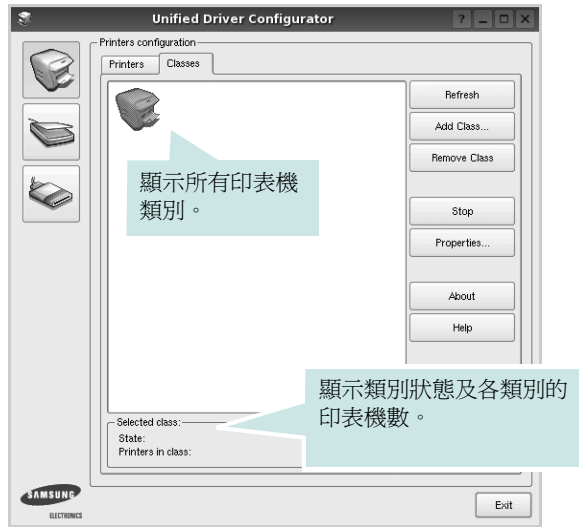 Unified Driver Configurator
Printers configuration
Printers Classes
Refresh
Add Class...
Remove Class
顯示所有印表機
類別。
Stop
Properties...
About
Help
顯示類別狀態及各類別的
印表機數。
Selected class:
State:
Printers in class:
SAMSUNG
ELECTRONICS
Exit